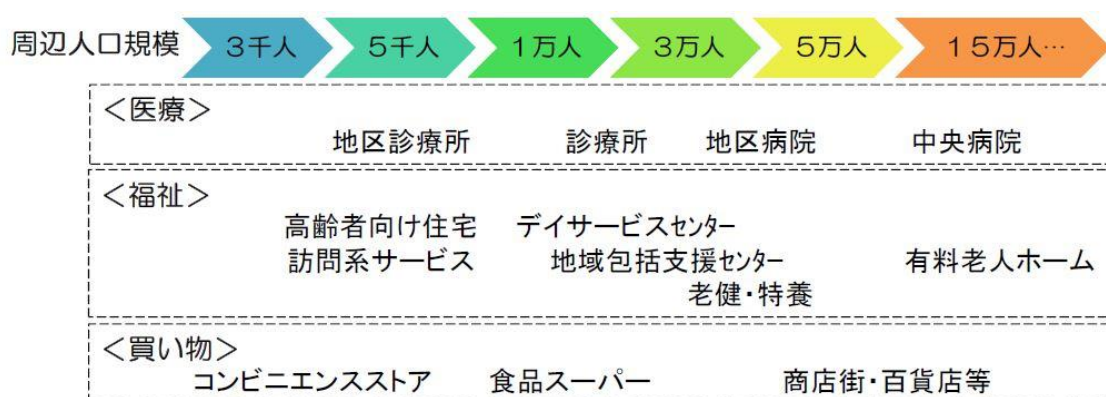 周辺人口規模 3千人 5千人 1万人 3万人 5万人 15万人…
＜医療＞
地区診療所 診療所 地区病院 中央病院
＜福祉＞
高齢者向け住宅 デイサービスセンター
訪問系サービス 地域包括支援センター 有料老人ホーム
老健・特養
＜買い物＞
コンビニエンスストア 食品スーパー 商店街・百貨店等